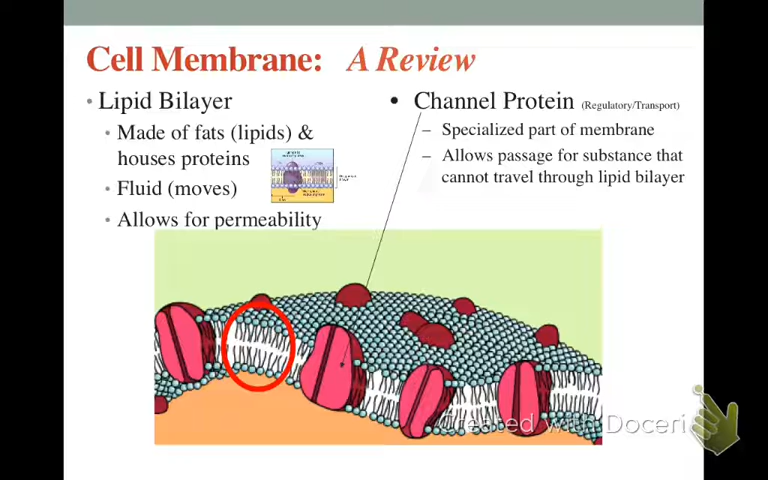 Cell Membrane: A Review
• Lipid Bilayer
• Made of fats (lipids) &
houses proteins
• Fluid (moves)
• Allows for permeability
• Channel Protein (Regulatory/Transport)
– Specialized part of membrane
– Allows passage for substance that
cannot travel through lipid bilayer
Created with Doceri